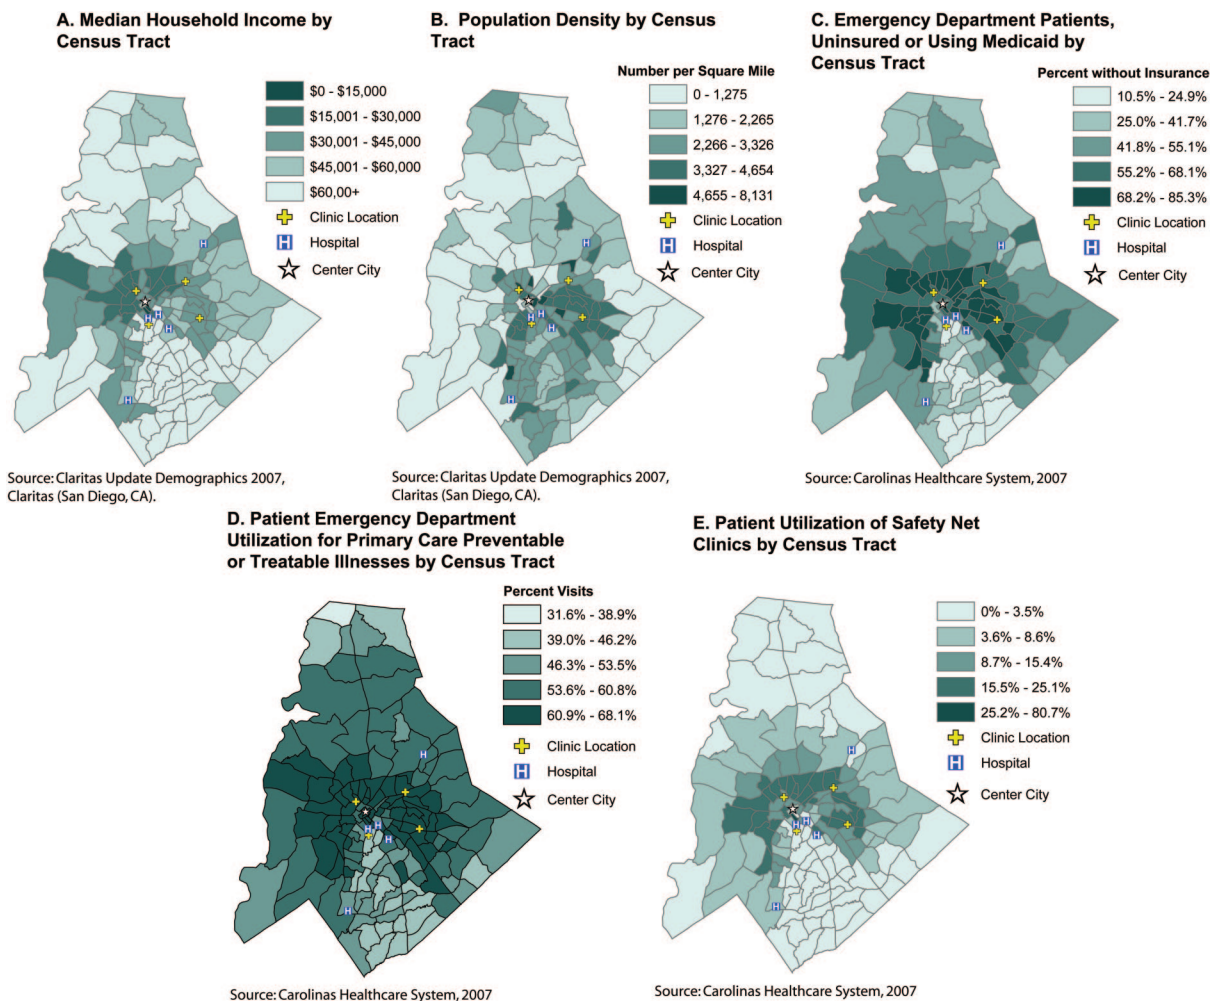 A. Median Household Income by
Census Tract
$0 - $15,000
$15,001 - $30,000
$30,001 - $45,000
$45,001 - $60,000
$60,00+
Clinic Location
H Hospital
Center City
H
H
H
H
H
Source: Claritas Update Demographics 2007,
Claritas (San Diego, CA).
B. Population Density by Census
Tract
Number per Square Mile
0 - 1,275
1,276 - 2,265
2,266 - 3,326
3,327 - 4,654
4,655 - 8,131
Clinic Location
H Hospital
Center City
H
H
H
H
H
Source: Claritas Update Demographics 2007,
Claritas (San Diego, CA).
C. Emergency Department Patients,
Uninsured or Using Medicaid by
Census Tract
Percent without Insurance
10.5% - 24.9%
25.0% - 41.7%
41.8% - 55.1%
55.2% - 68.1%
68.2% - 85.3%
Clinic Location
H Hospital
Center City
H
H
H
H
H
Source: Carolinas Healthcare System, 2007
D. Patient Emergency Department
Utilization for Primary Care Preventable
or Treatable Illnesses by Census Tract
Percent Visits
31.6% - 38.9%
39.0% - 46.2%
46.3% - 53.5%
53.6% - 60.8%
60.9% - 68.1%
Clinic Location
H Hospital
Center City
H
H
H
H
H
Source: Carolinas Healthcare System, 2007
E. Patient Utilization of Safety Net
Clinics by Census Tract
0% - 3.5%
3.6% - 8.6%
8.7% - 15.4%
15.5% - 25.1%
25.2% - 80.7%
Clinic Location
H Hospital
Center City
H
H
H
H
H
Source: Carolinas Healthcare System, 2007